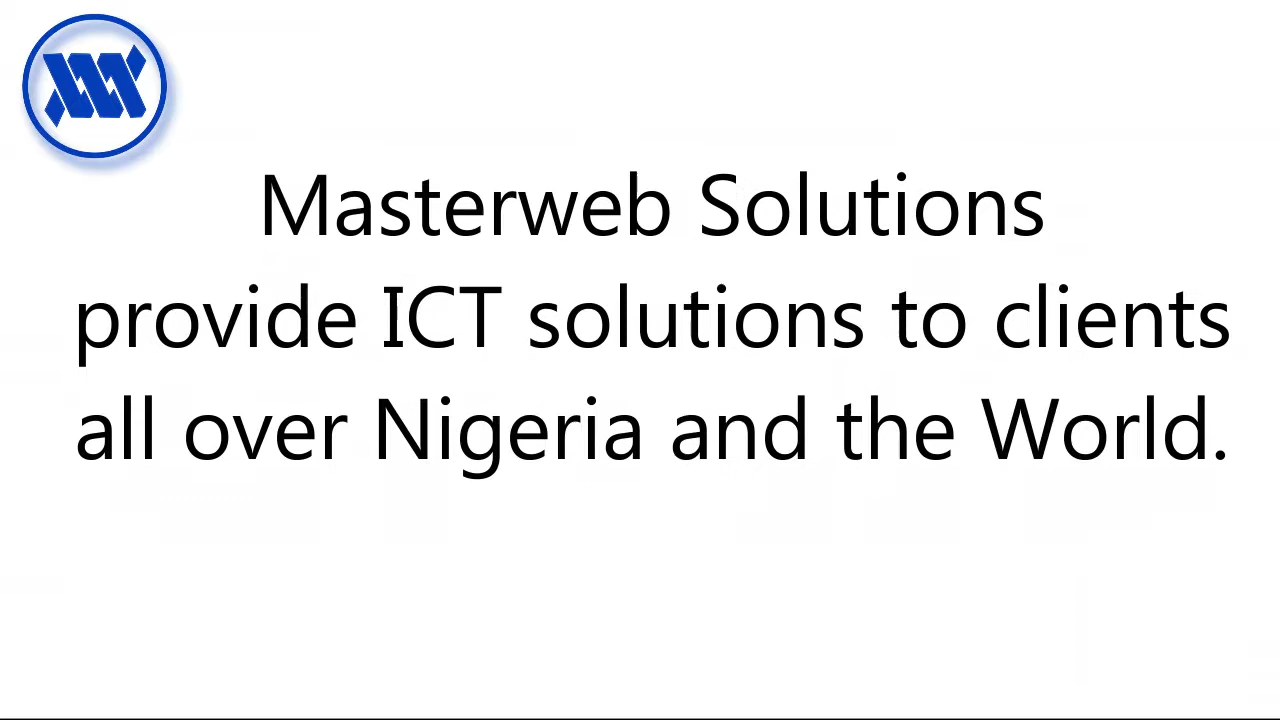 Masterweb Solutions
provide ICT solutions to clients
all over Nigeria and the World.